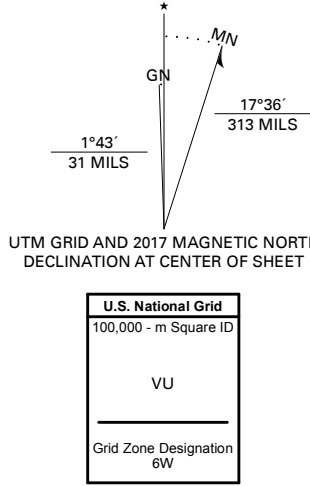 ★
MN
GN
17°36´
313 MILS
1°43´
31 MILS
UTM GRID AND 2017 MAGNETIC NORTH
DECLINATION AT CENTER OF SHEET
U.S. National Grid
100,000 - m Square ID
VU
Grid Zone Designation
6W